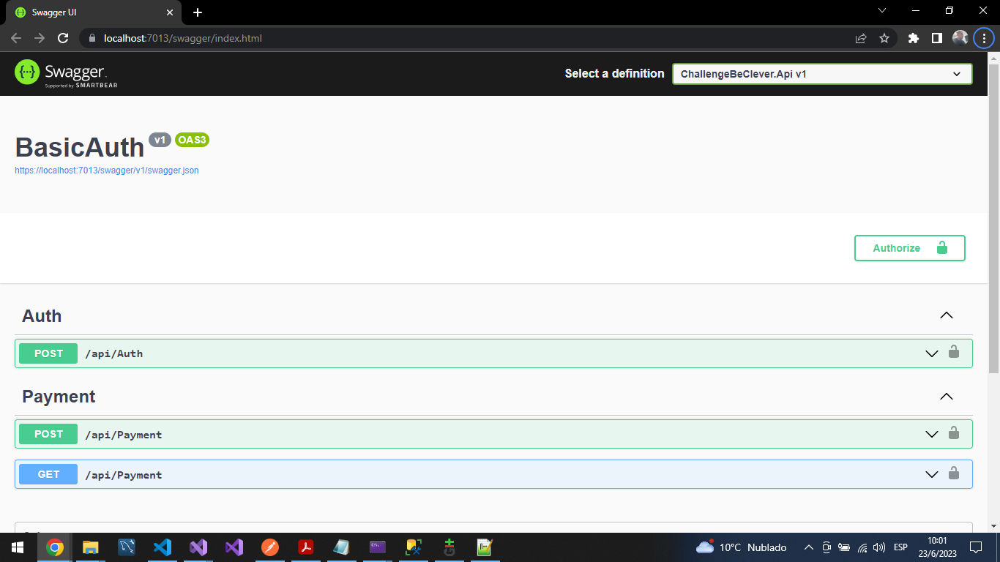 Swagger UI
localhost:7013/swagger/index.html
Swagger.
Supported by SMARTBEAR
Select a definition
ChallengeBeClever.Api v1
BasicAuth v1 OAS3
https://localhost:7013/swagger/v1/swagger.json
Authorize
Auth
POST /api/Auth
Payment
POST /api/Payment
GET /api/Payment
10°C Nublado
ESP
10:01
23/6/2023